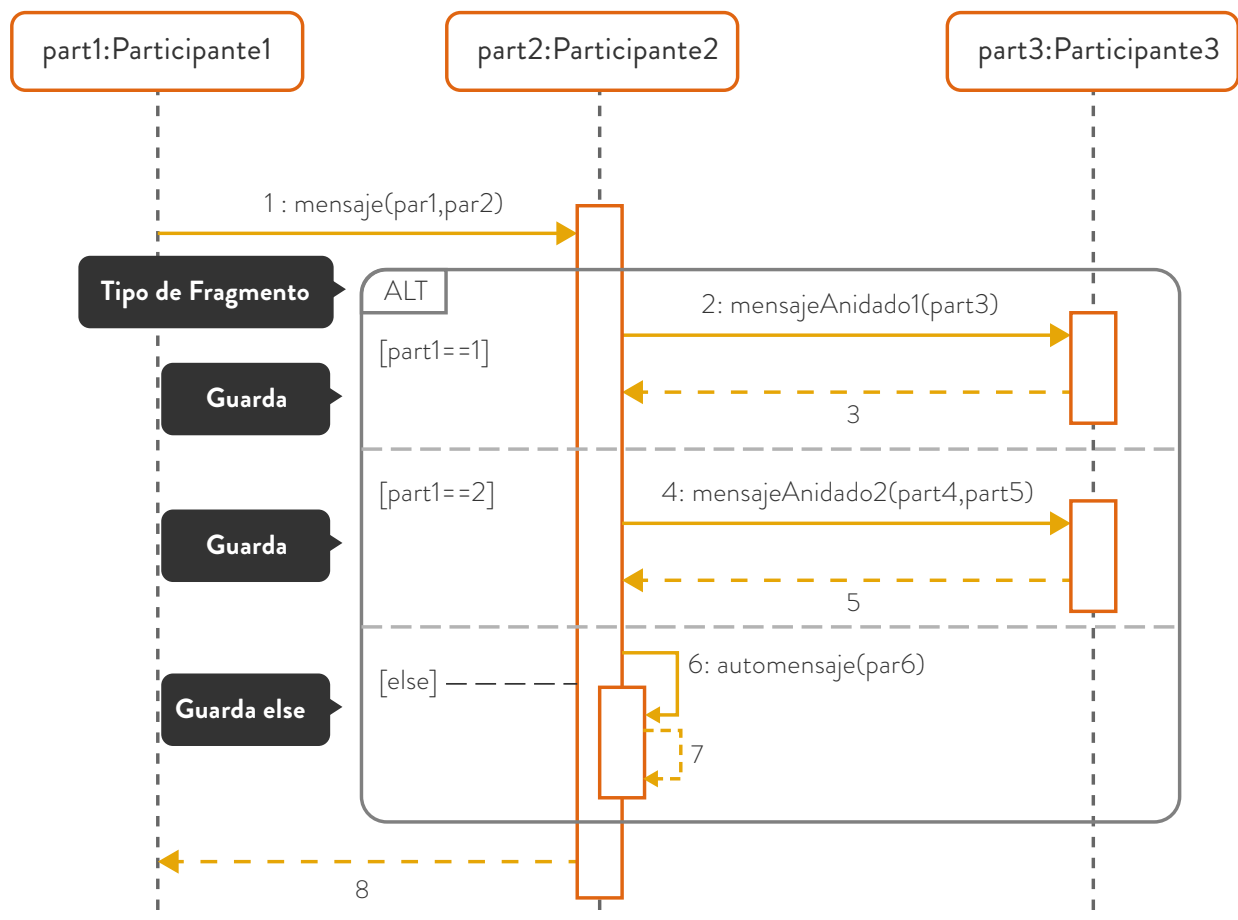 part1:Participante1
part2:Participante2
part3:Participante3
1 : mensaje(par1,par2)
Tipo de Fragmento
ALT
2: mensajeAnidado1(part3)
[part1==1]
Guarda
3
[part1==2]
4: mensajeAnidado2(part4,part5)
Guarda
5
6: automensaje(par6)
[else]
Guarda else
7
8